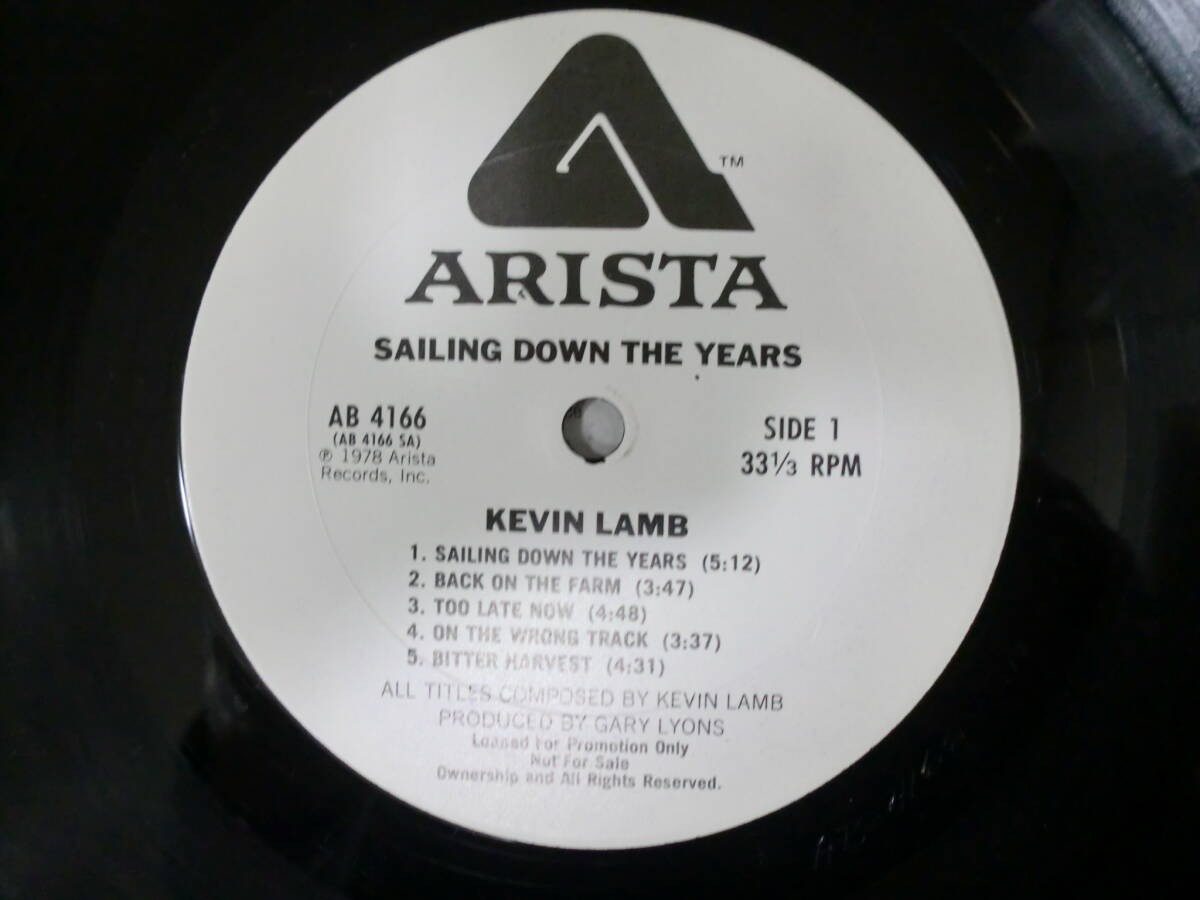 TM
ARISTA
SAILING DOWN THE YEARS
AB 4166
(AB 4166 SA)
℗ 1978 Arista
Records, Inc.
SIDE 1
33 1/3 RPM
KEVIN LAMB
1. SAILING DOWN THE YEARS (5:12)
2. BACK ON THE FARM (3:47)
3. TOO LATE NOW (4:48)
4. ON THE WRONG TRACK (3:37)
5. BITTER HARVEST (4:31)
ALL TITLES COMPOSED BY KEVIN LAMB
PRODUCED BY GARY LYONS
Loaned For Promotion Only
Not For Sale
Ownership and All Rights Reserved.